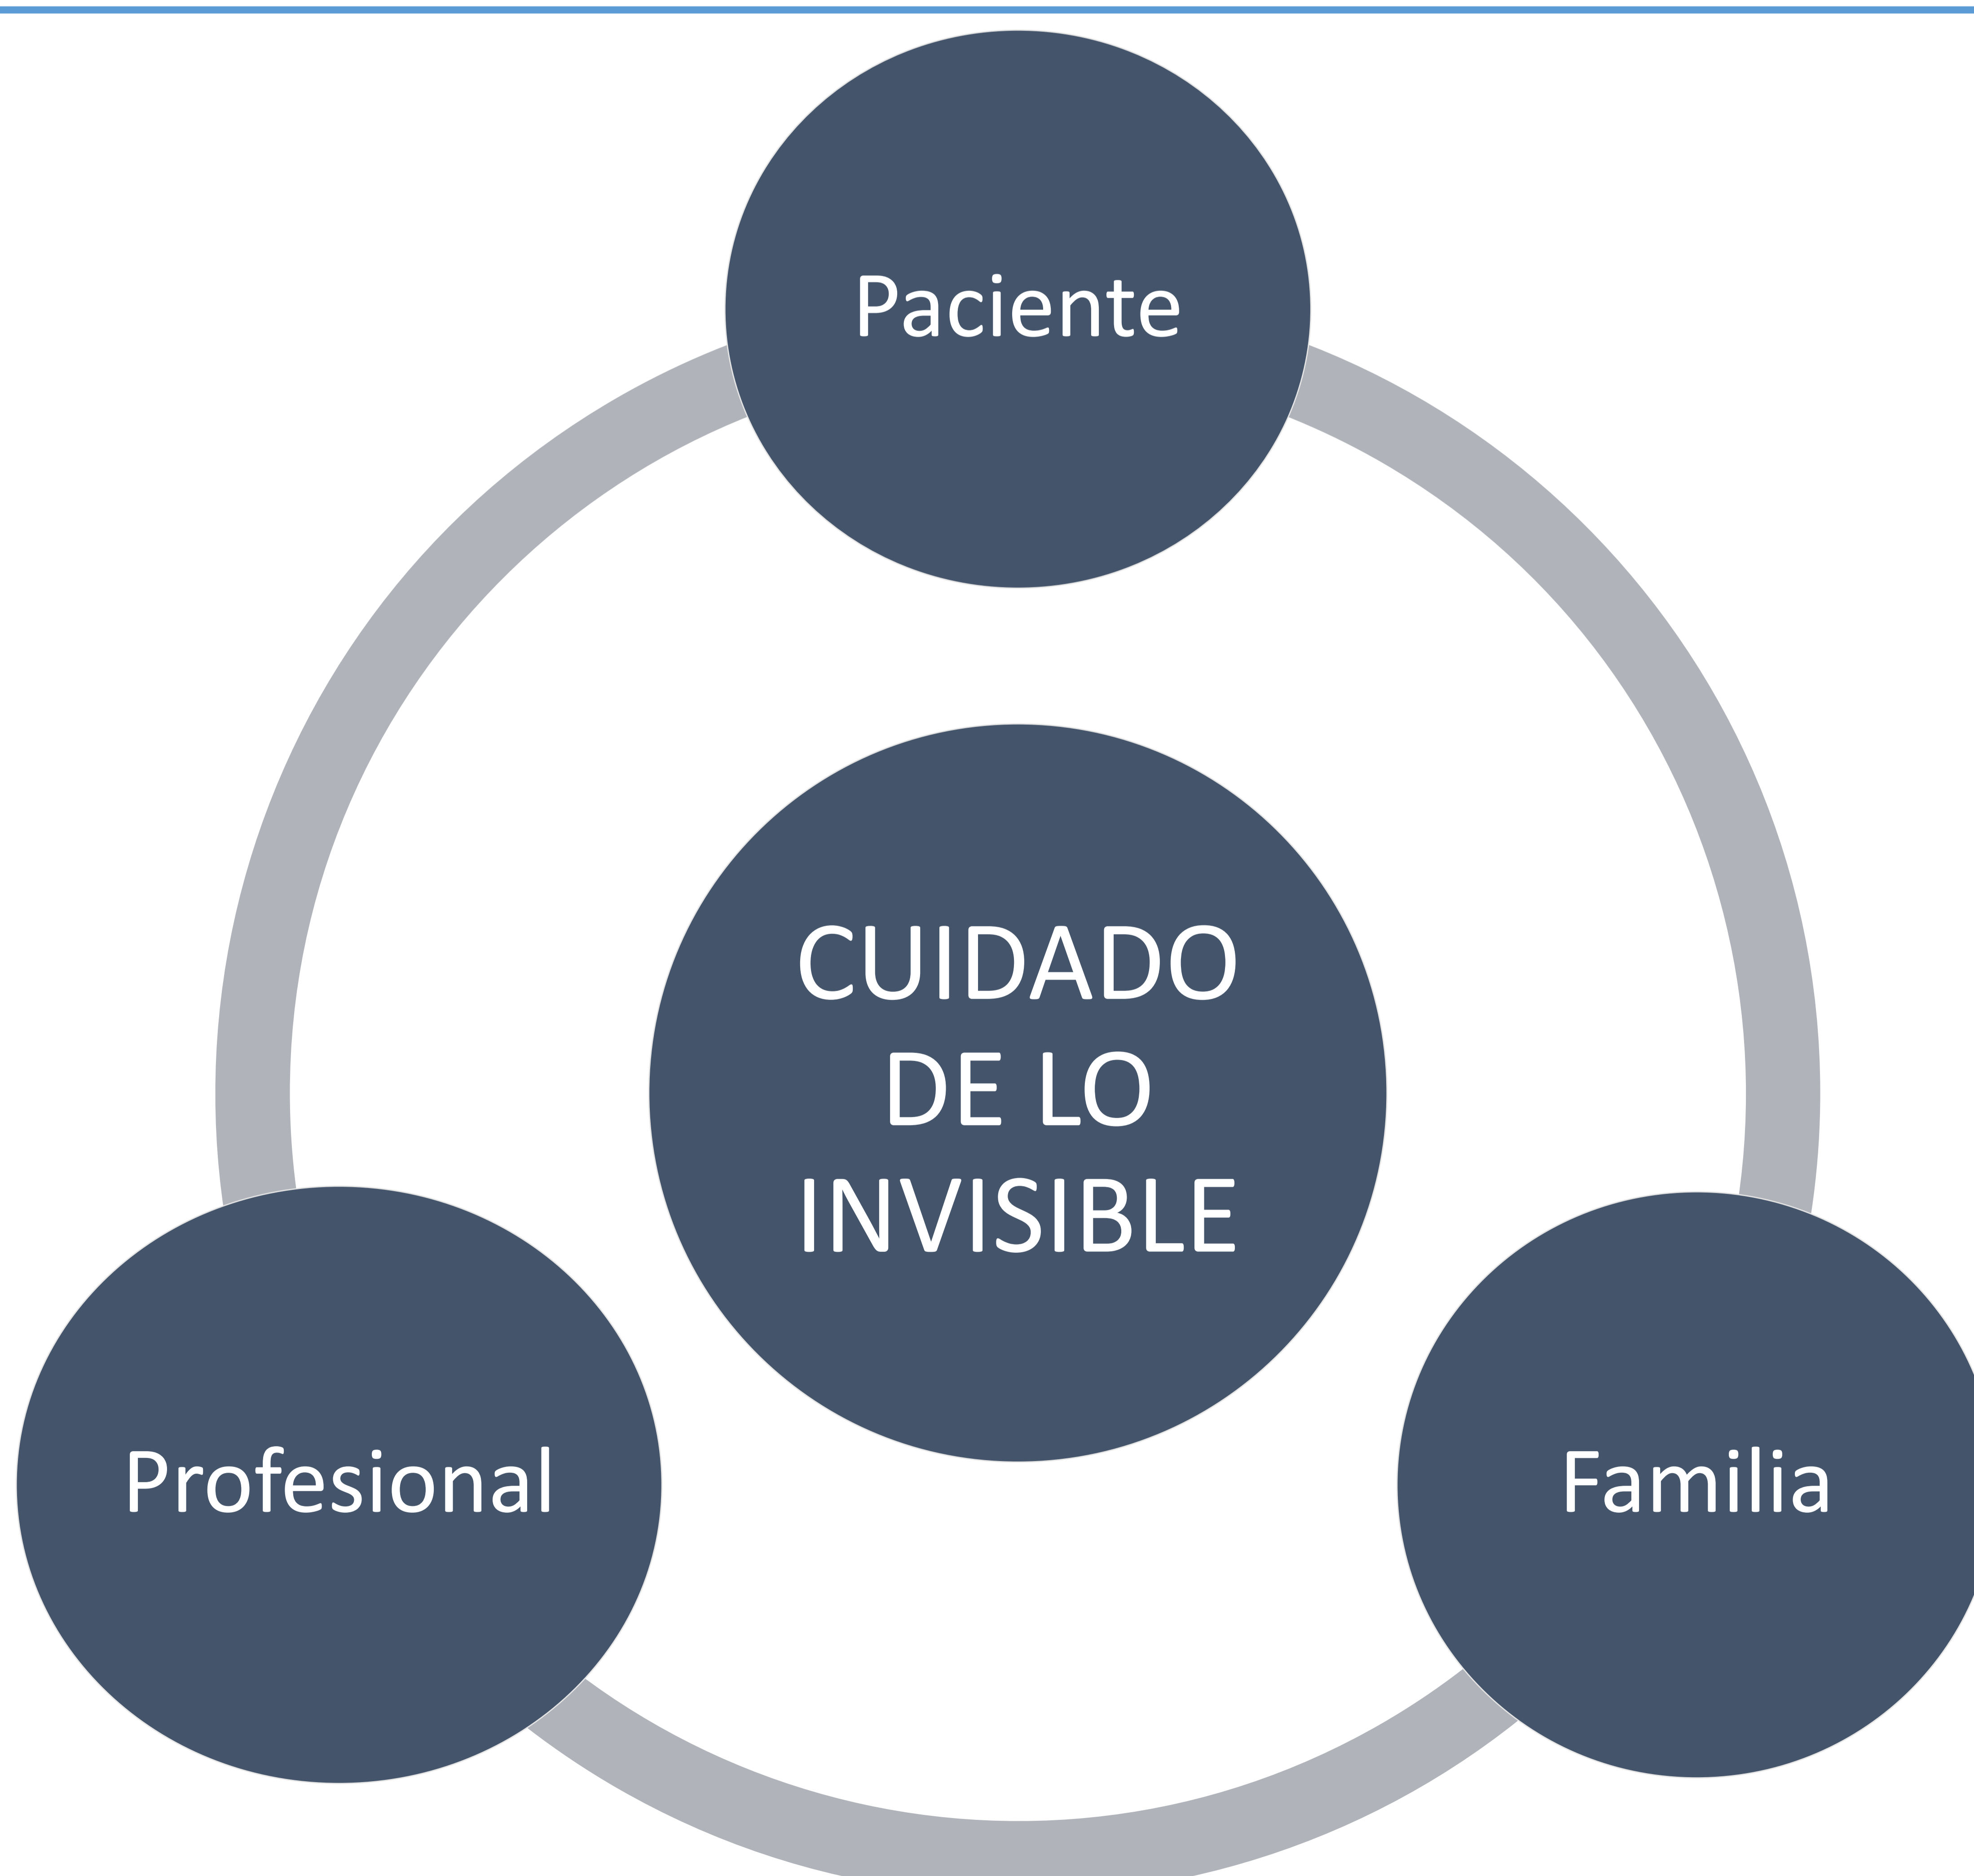 Paciente
CUIDADO
DE LO
INVISIBLE
Profesional
Familia